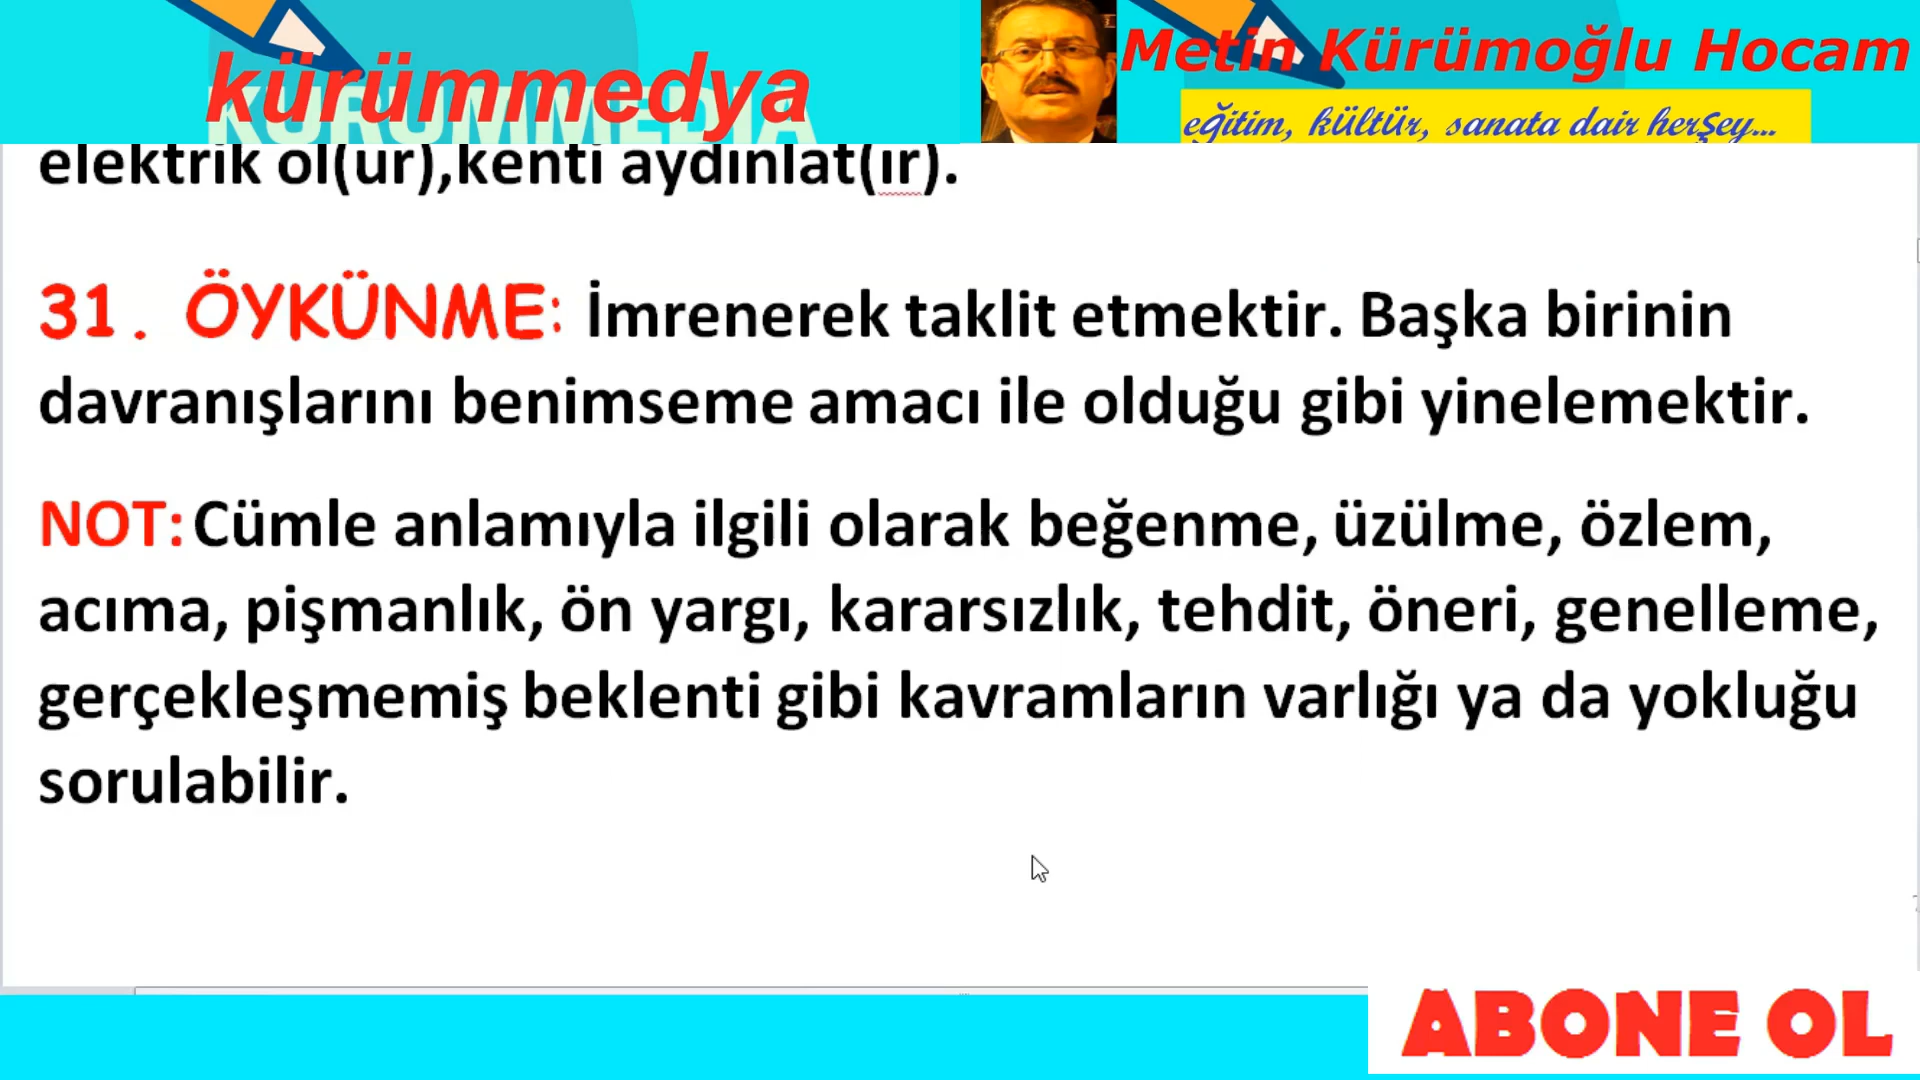 kürümmedya
KURUMMEDIA
Metin Kürümoğlu Hocam
eğitim, kültür, sanata dair herşey...
elektrik ol(ur),kenti aydınlat(ır).
31. ÖYKÜNME: İmrenerek taklit etmektir. Başka birinin
davranışlarını benimseme amacı ile olduğu gibi yinelemektir.
NOT: Cümle anlamıyla ilgili olarak beğenme, üzülme, özlem,
acıma, pişmanlık, ön yargı, kararsızlık, tehdit, öneri, genelleme,
gerçekleşmemiş beklenti gibi kavramların varlığı ya da yokluğu
sorulabilir.
ABONE OL